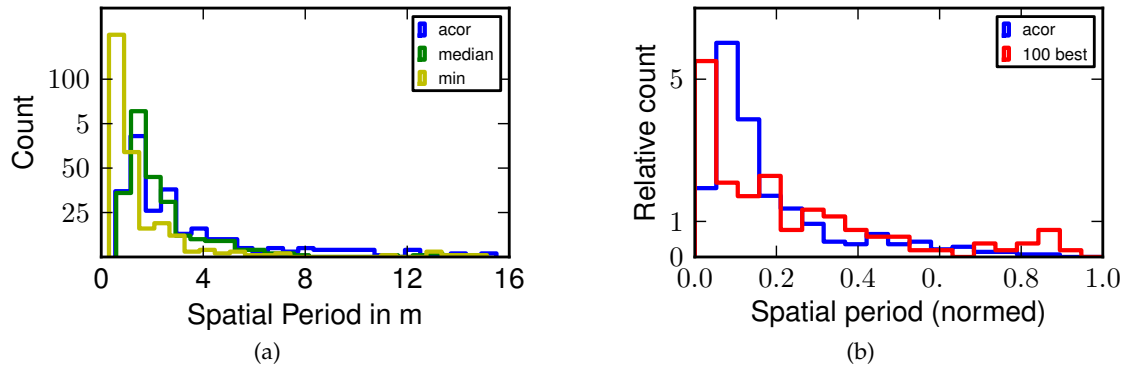 acor
median
min
100
5
50
25
Count
0 4 8 12 16
Spatial Period in m
(a)
acor
100 best
5
1
0
Relative count
0.0 0.2 0.4 0. 0.8 1.0
Spatial period (normed)
(b)